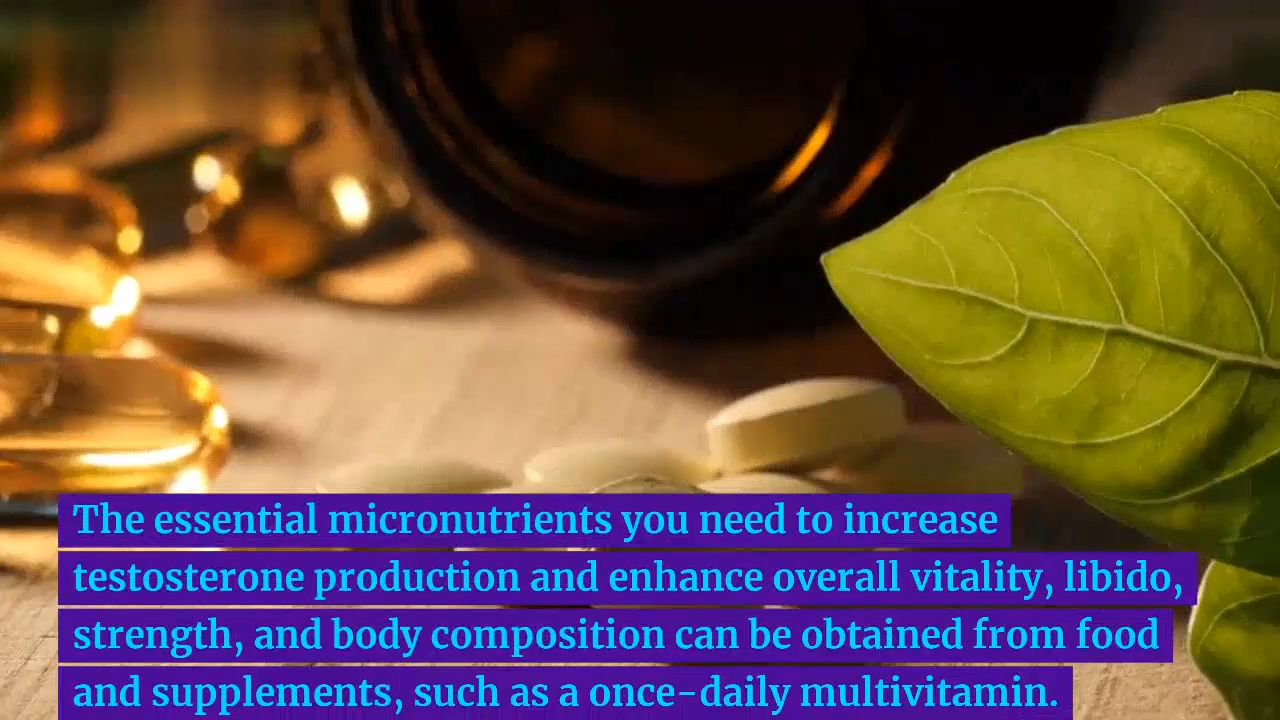 The essential micronutrients you need to increase
testosterone production and enhance overall vitality, libido,
strength, and body composition can be obtained from food
and supplements, such as a once-daily multivitamin.